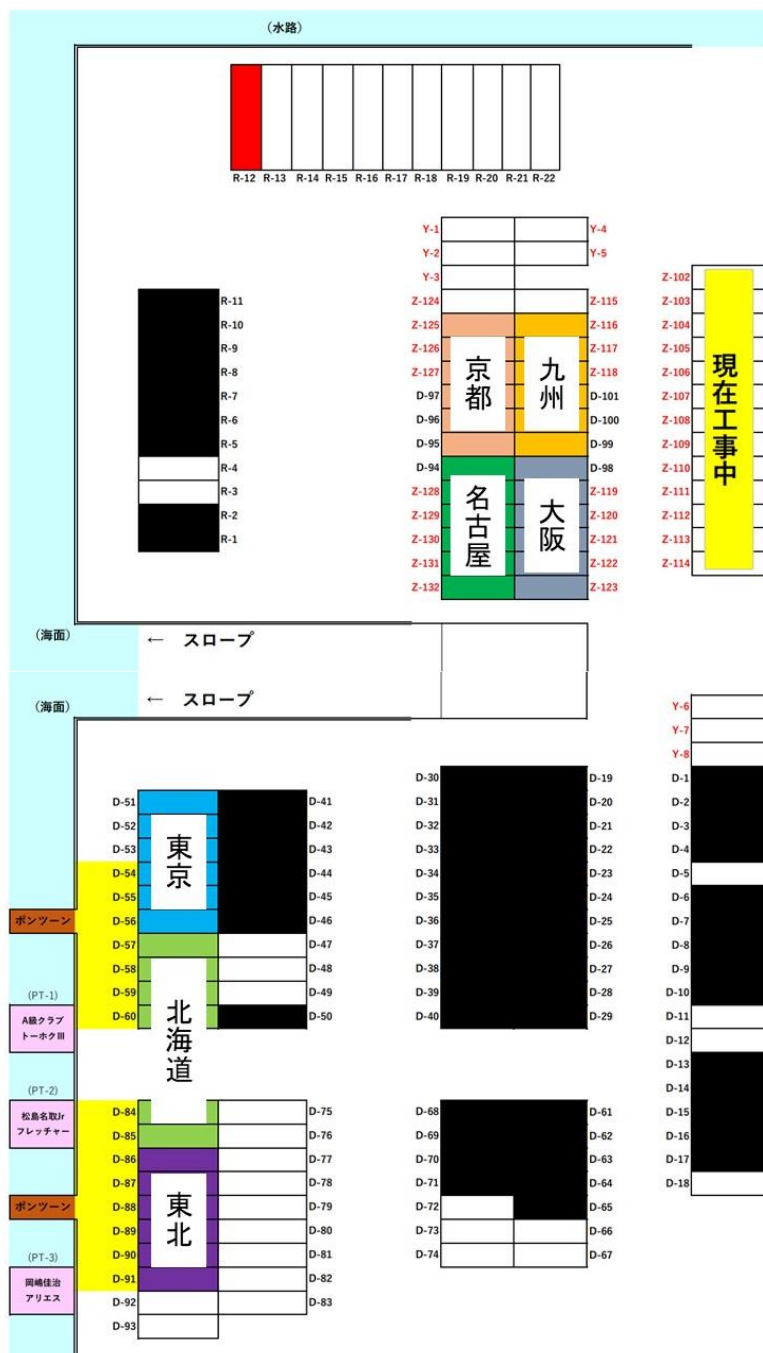 (水路)
R-12 R-13 R-14 R-15 R-16 R-17 R-18 R-19 R-20 R-21 R-22
R-11
R-10
R-9
R-8
R-7
R-6
R-5
R-4
R-3
R-2
R-1
Y-1
Y-2
Y-3
Z-124
Z-125
Z-126
Z-127
D-97
D-96
D-95
D-94
Z-128
Z-129
Z-130
Z-131
Z-132
京都
九州
名古屋
大阪
Y-4
Y-5
Z-115
Z-116
Z-117
Z-118
D-101
D-100
D-99
D-98
Z-119
Z-120
Z-121
Z-122
Z-123
Z-102
Z-103
Z-104
Z-105
Z-106
Z-107
Z-108
Z-109
Z-110
Z-111
Z-112
Z-113
Z-114
現在工事中
(海面)
← スロープ
← スロープ
(海面)
D-51
D-52
D-53
D-54
D-55
D-56
D-57
D-58
D-59
D-60
東京
北海道
D-41
D-42
D-43
D-44
D-45
D-46
D-47
D-48
D-49
D-50
ポンツーン
(PT-1)
A級クラブ
トーホクⅢ
(PT-2)
松島名取Jr
フレッチャー
ポンツーン
(PT-3)
岡嶋佳治
アリエス
D-84
D-85
D-86
D-87
D-88
D-89
D-90
D-91
D-92
D-93
東北
D-75
D-76
D-77
D-78
D-79
D-80
D-81
D-82
D-83
D-30
D-31
D-32
D-33
D-34
D-35
D-36
D-37
D-38
D-39
D-40
D-19
D-20
D-21
D-22
D-23
D-24
D-25
D-26
D-27
D-28
D-29
D-68
D-69
D-70
D-71
D-72
D-73
D-74
D-61
D-62
D-63
D-64
D-65
D-66
D-67
Y-6
Y-7
Y-8
D-1
D-2
D-3
D-4
D-5
D-6
D-7
D-8
D-9
D-10
D-11
D-12
D-13
D-14
D-15
D-16
D-17
D-18